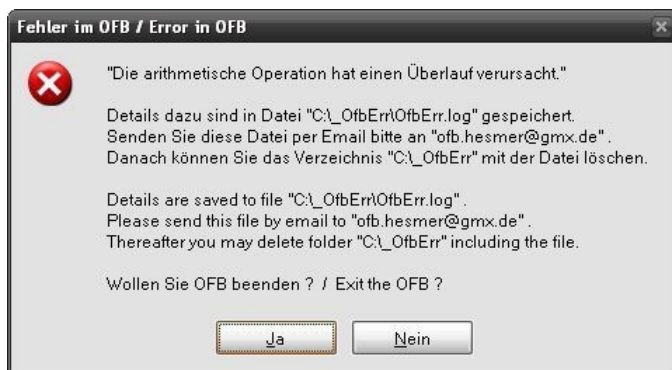 Fehler im OFB / Error in OFB
"Die arithmetische Operation hat einen Überlauf verursacht."
Details dazu sind in Datei "C:\_OfbErr\OfbErr.log" gespeichert.
Senden Sie diese Datei per Email bitte an "ofb.hesmer@gmx.de" .
Danach können Sie das Verzeichnis "C:\_OfbErr" mit der Datei löschen.
Details are saved to file "C:\_OfbErr\OfbErr.log" .
Please send this file by email to "ofb.hesmer@gmx.de" .
Thereafter you may delete folder "C:\_OfbErr" including the file.
Wollen Sie OFB beenden ? / Exit the OFB ?
Ja Nein